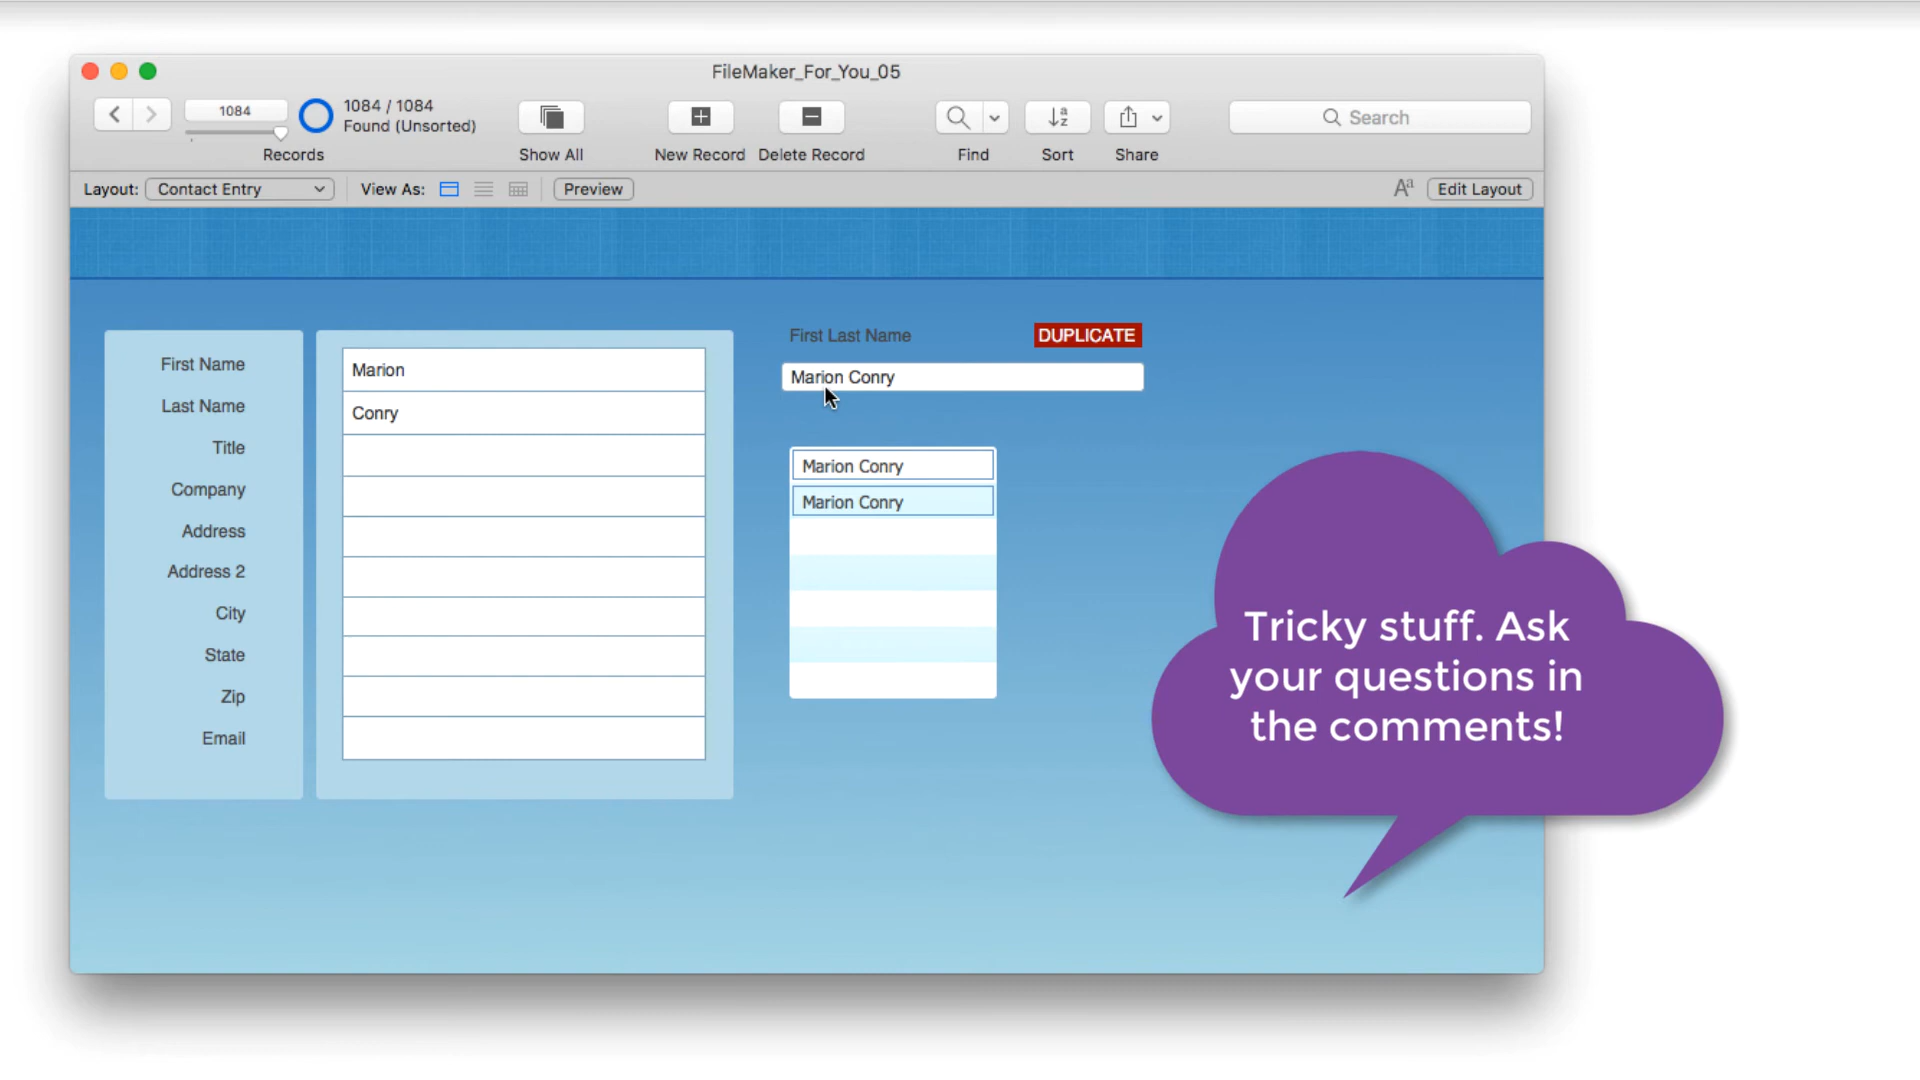 FileMaker_For_You_05
1084
1084 / 1084
Found (Unsorted)
Records
Show All
New Record
Delete Record
Find
Sort
Share
Search
Layout: Contact Entry
View As:
Preview
Aa
Edit Layout
First Name
Last Name
Title
Company
Address
Address 2
City
State
Zip
Email
Marion
Conry
First Last Name
DUPLICATE
Marion Conry
Marion Conry
Marion Conry
Tricky stuff. Ask
your questions in
the comments!